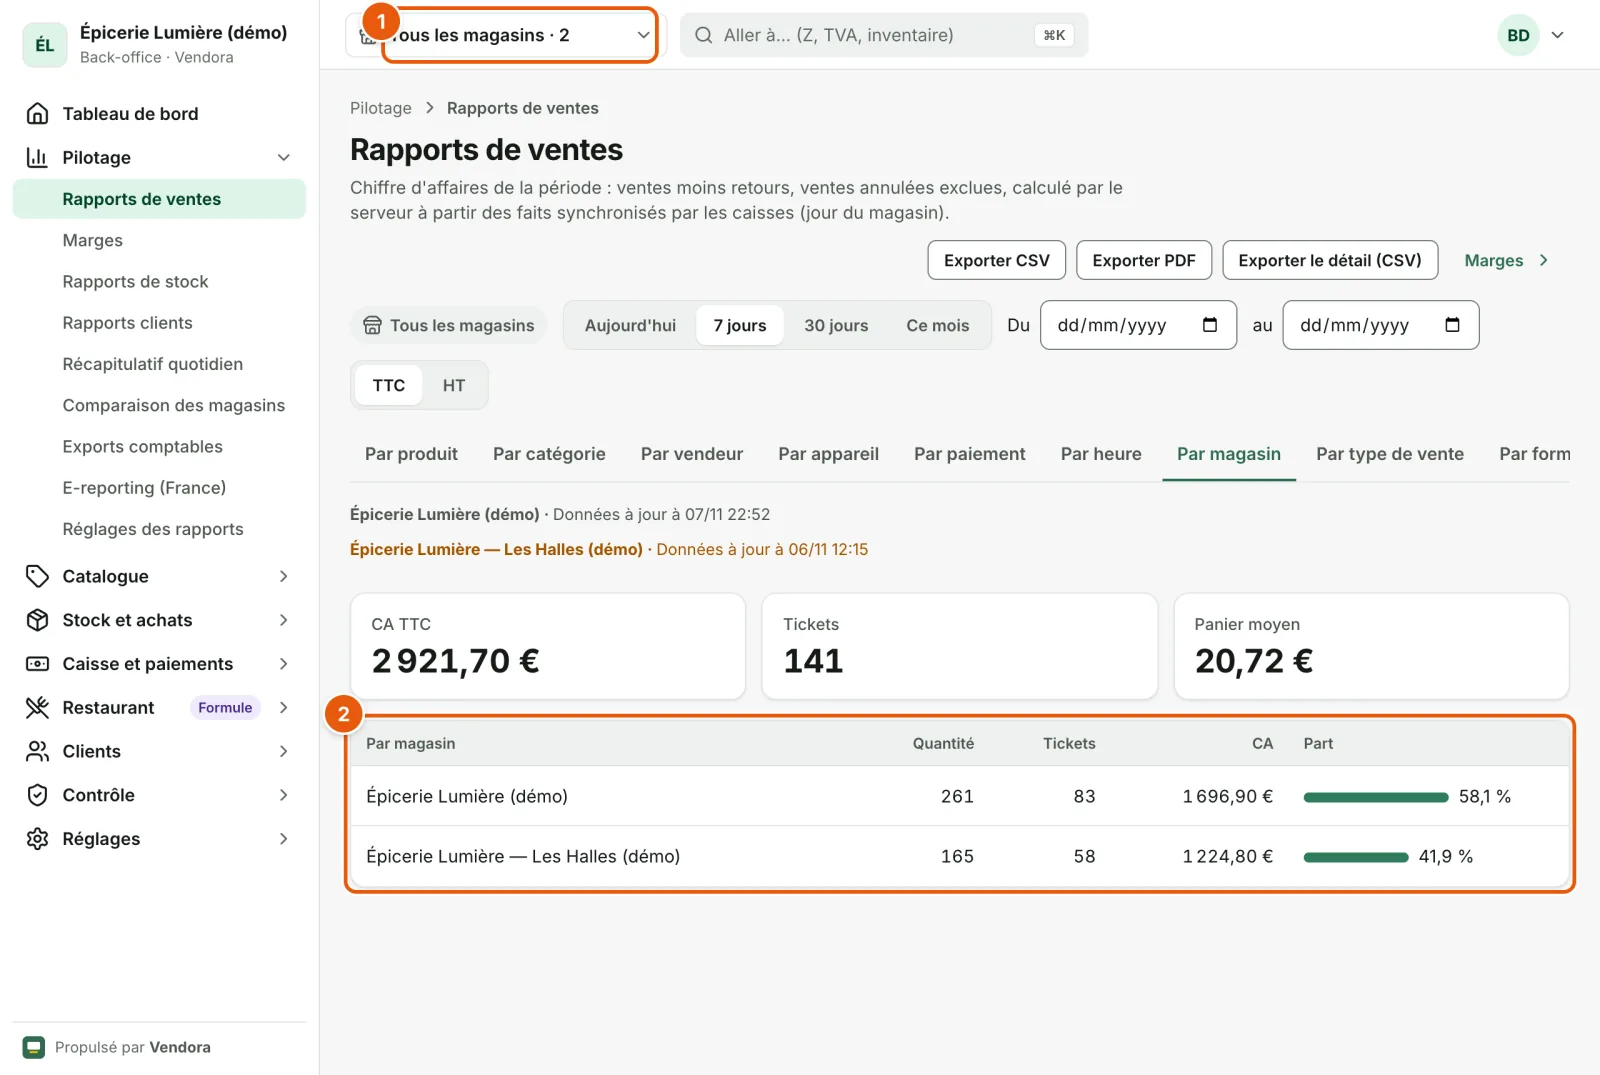 ÉL
Épicerie Lumière (démo)
Back-office · Vendora
1
Tous les magasins · 2
Aller à... (Z, TVA, inventaire)
⌘K
BD
Tableau de bord
Pilotage
Rapports de ventes
Marges
Rapports de stock
Rapports clients
Récapitulatif quotidien
Comparaison des magasins
Exports comptables
E-reporting (France)
Réglages des rapports
Catalogue
Stock et achats
Caisse et paiements
Restaurant Formule
Clients
Contrôle
Réglages
Propulsé par Vendora
Pilotage > Rapports de ventes
Rapports de ventes
Chiffre d'affaires de la période : ventes moins retours, ventes annulées exclues, calculé par le
serveur à partir des faits synchronisés par les caisses (jour du magasin).
Exporter CSV Exporter PDF Exporter le détail (CSV) Marges
Tous les magasins Aujourd'hui 7 jours 30 jours Ce mois Du dd/mm/yyyy au dd/mm/yyyy
TTC HT
Par produit Par catégorie Par vendeur Par appareil Par paiement Par heure Par magasin Par type de vente Par form
Épicerie Lumière (démo) · Données à jour à 07/11 22:52
Épicerie Lumière — Les Halles (démo) · Données à jour à 06/11 12:15
CA TTC
2 921,70 €
Tickets
141
Panier moyen
20,72 €
2
Par magasin Quantité Tickets CA Part
Épicerie Lumière (démo) 261 83 1 696,90 € 58,1 %
Épicerie Lumière — Les Halles (démo) 165 58 1 224,80 € 41,9 %